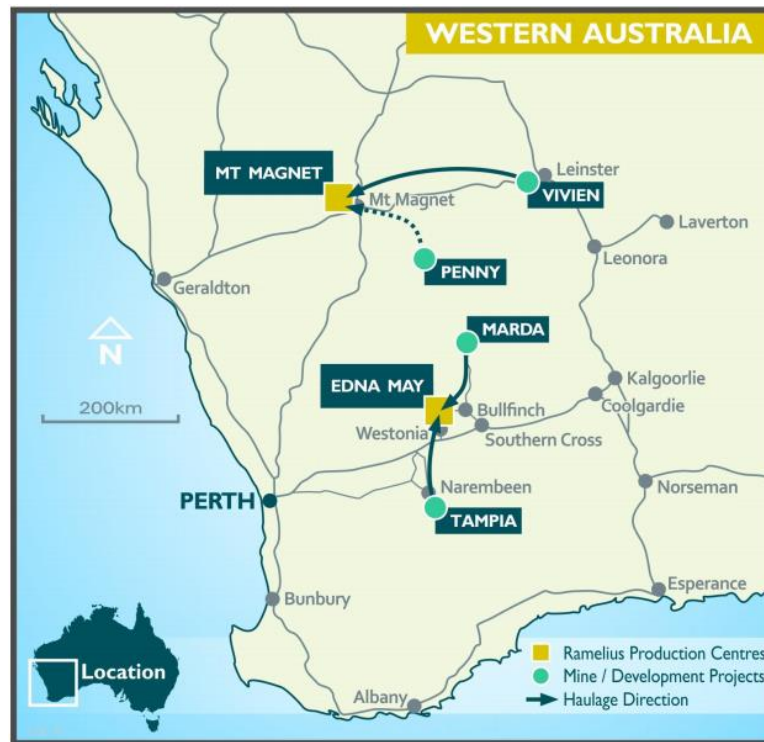 WESTERN AUSTRALIA
MT MAGNET
Mt Magnet
Leinster
VIVIEN
Laverton
Leonora
PENNY
Geraldton
N
MARDA
200km
EDNA MAY
Kalgoorlie
Bullfinch
Coolgardie
Westonia
Southern Cross
PERTH
Narembeen
Norseman
TAMPIA
Bunbury
Esperance
Location
Ramelius Production Centres
Mine / Development Projects
Haulage Direction
Albany